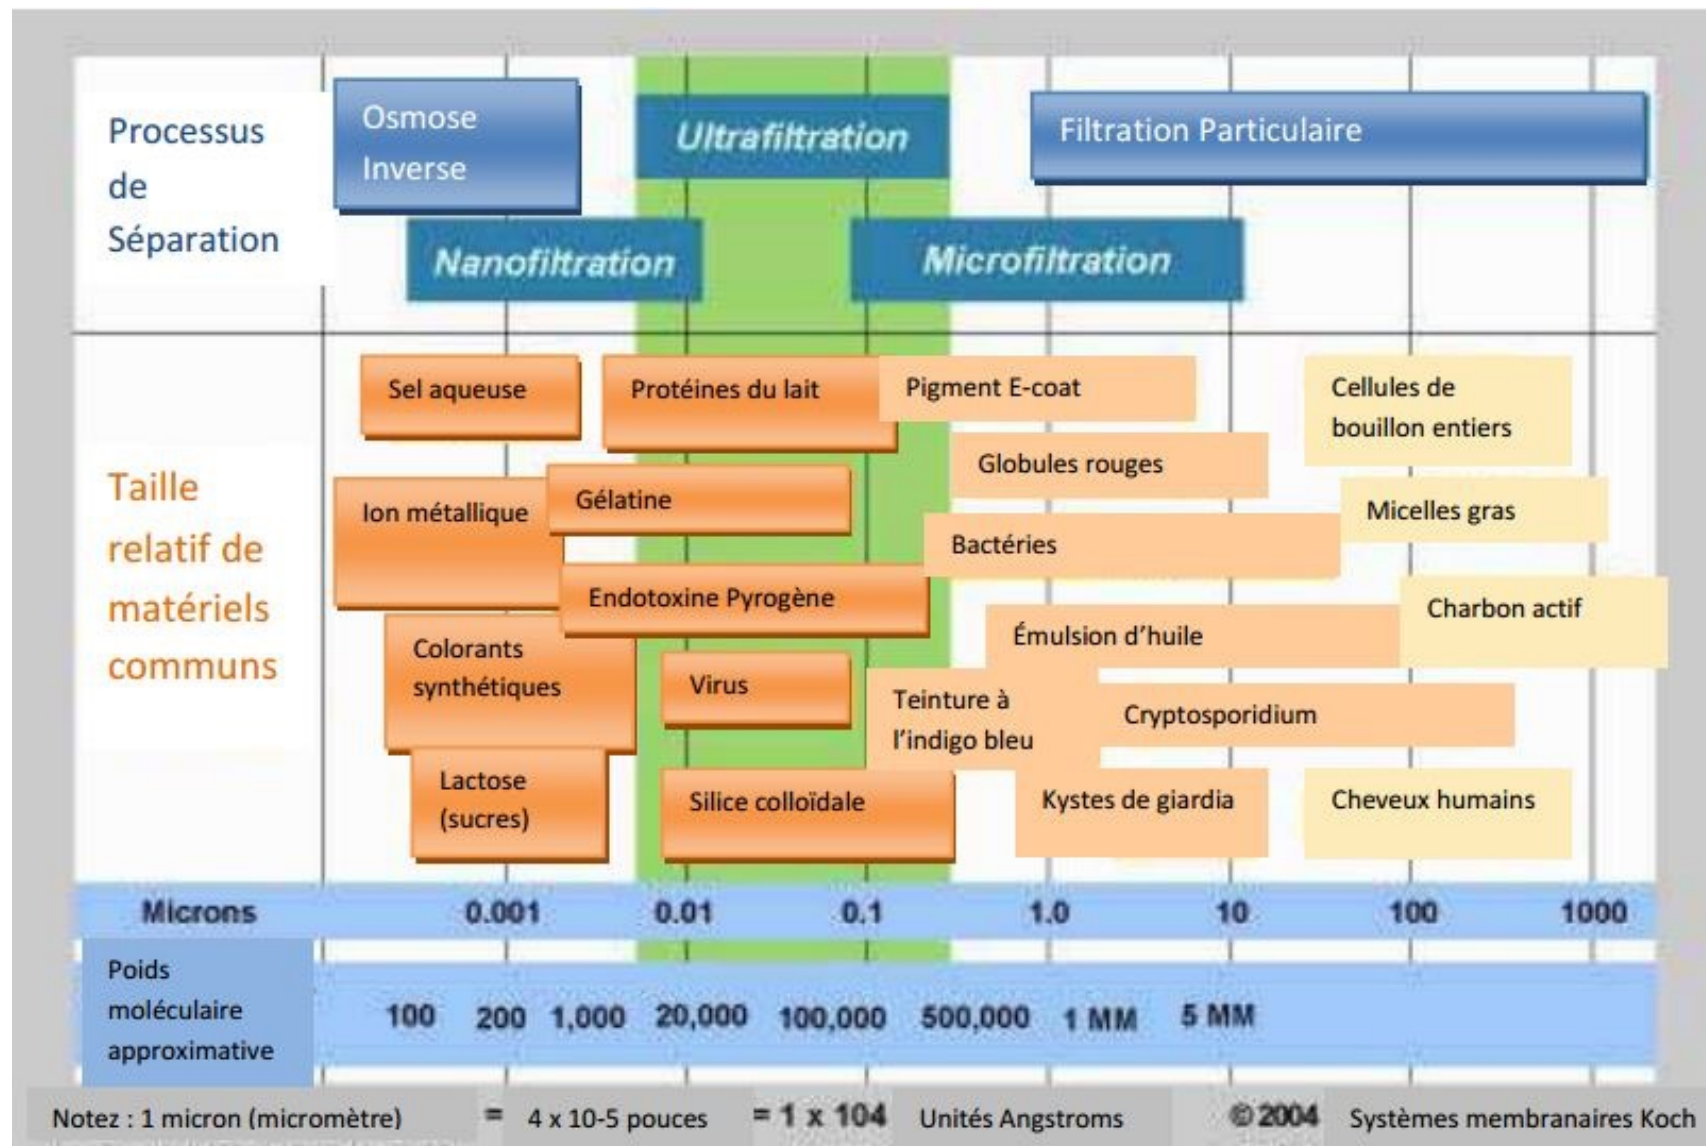 Processus
de
Séparation
Osmose
Inverse
Ultrafiltration
Filtration Particulaire
Nanofiltration
Microfiltration
Taille
relatif de
matériels
communs
Sel aqueuse
Protéines du lait
Pigment E-coat
Cellules de
bouillon entiers
Globules rouges
Ion métallique
Gélatine
Micelles gras
Bactéries
Endotoxine Pyrogène
Charbon actif
Émulsion d’huile
Colorants
synthétiques
Virus
Teinture à
l’indigo bleu
Cryptosporidium
Lactose
(sucres)
Silice colloïdale
Kystes de giardia
Cheveux humains
Microns 0.001 0.01 0.1 1.0 10 100 1000
Poids
moléculaire
approximative
100 200 1,000 20,000 100,000 500,000 1 MM 5 MM
Notez : 1 micron (micromètre) = 4 x 10-5 pouces = 1 x 104 Unités Angstroms © 2004 Systèmes membranaires Koch